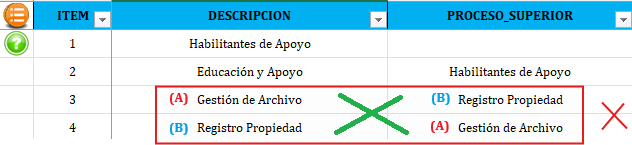 ITEM DESCRIPCION PROCESO_SUPERIOR
1 Habilitantes de Apoyo
2 Educación y Apoyo Habilitantes de Apoyo
3 (A) Gestión de Archivo (B) Registro Propiedad
4 (B) Registro Propiedad (A) Gestión de Archivo